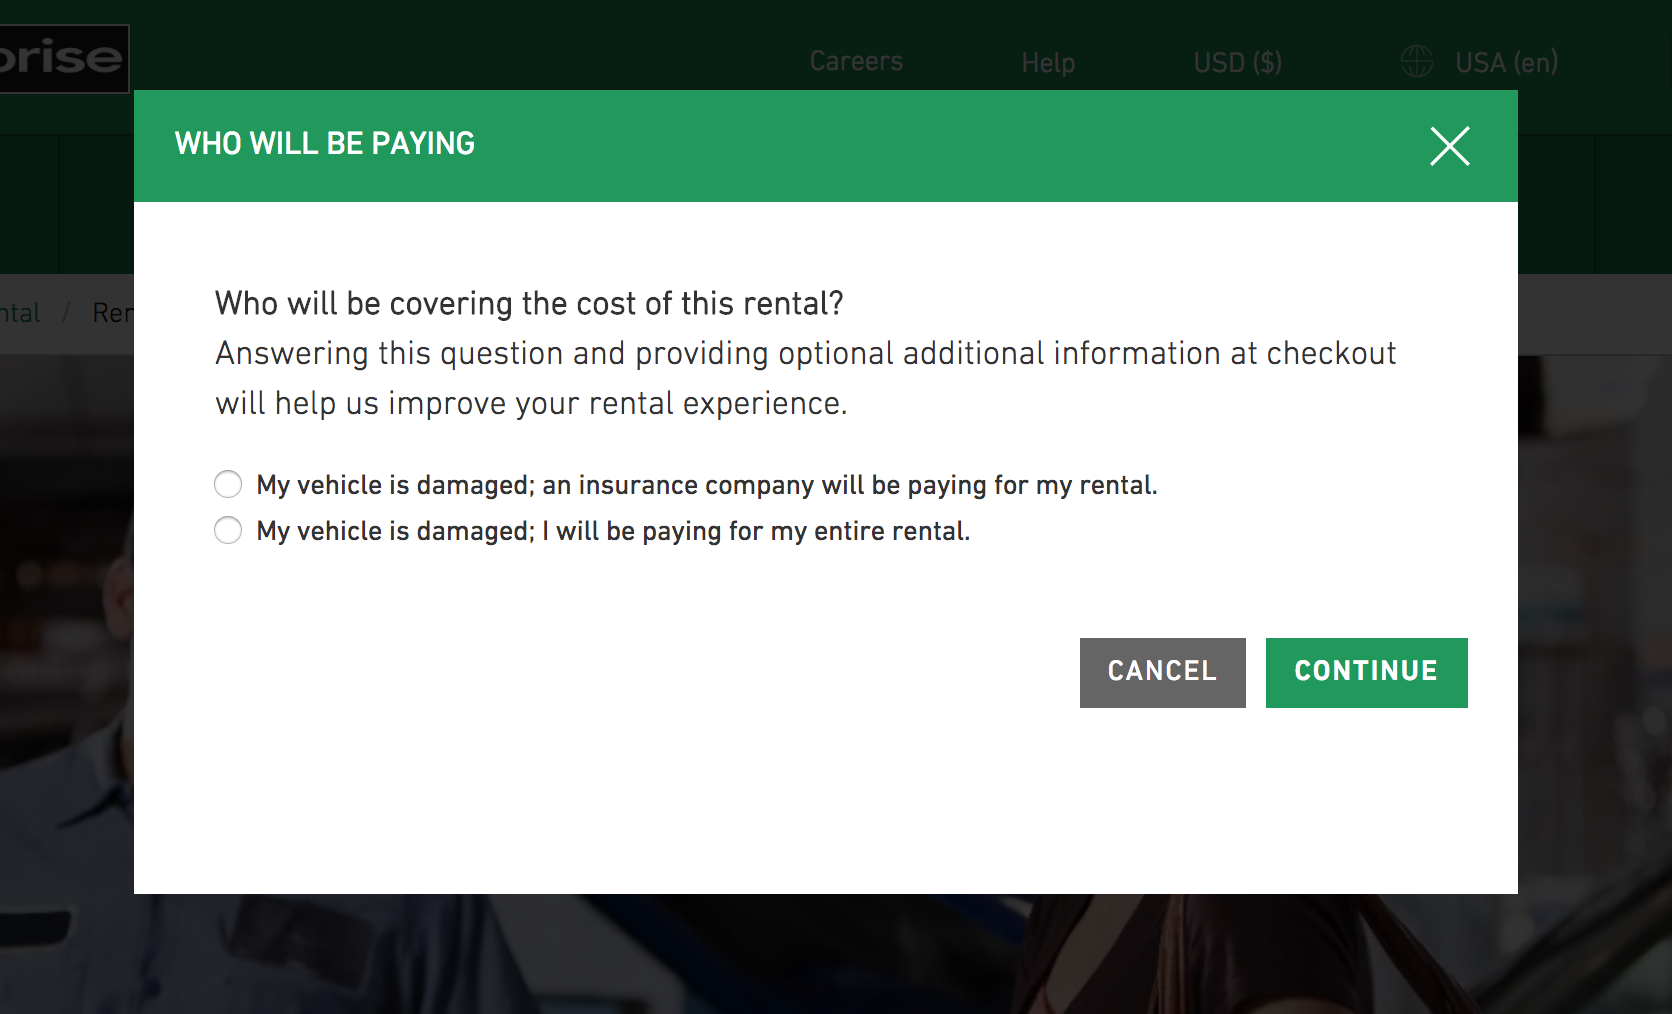 prise
Careers
Help
USD ($)
USA (en)
WHO WILL BE PAYING
ntal / Ren
Who will be covering the cost of this rental?
Answering this question and providing optional additional information at checkout
will help us improve your rental experience.
My vehicle is damaged; an insurance company will be paying for my rental.
My vehicle is damaged; I will be paying for my entire rental.
CANCEL
CONTINUE